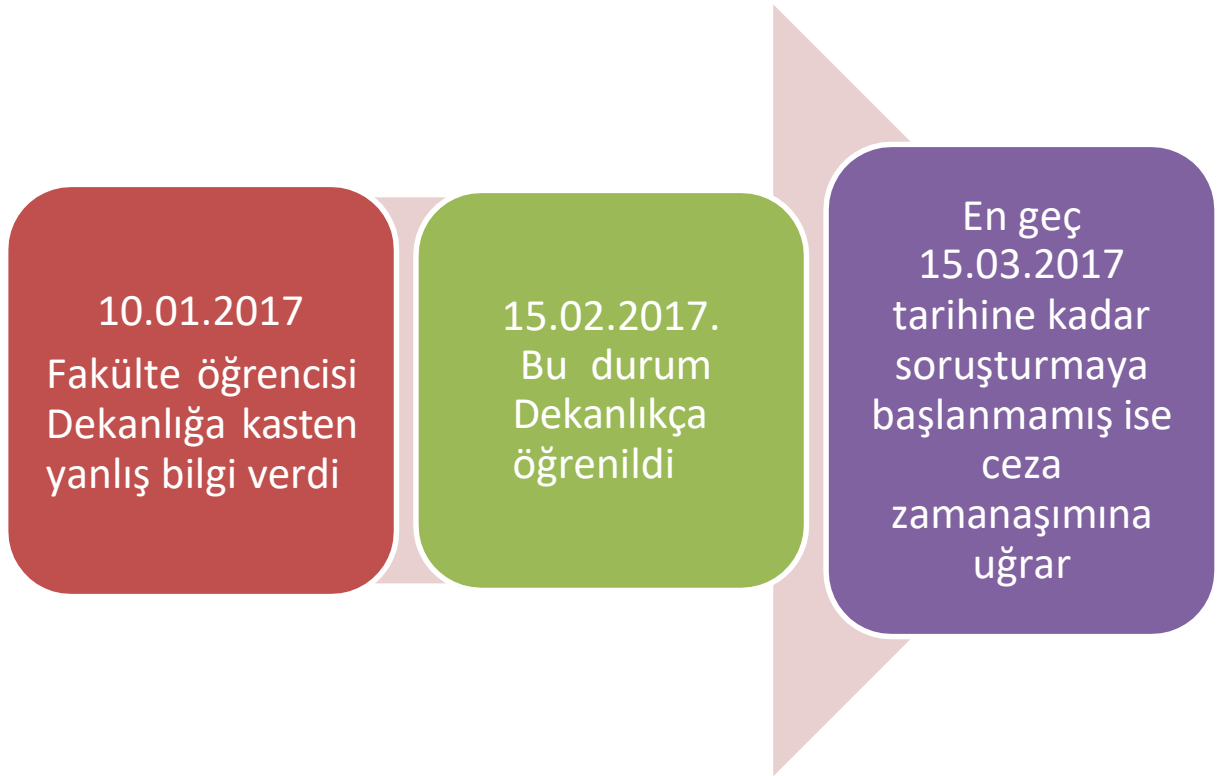 10.01.2017
Fakülte öğrencisi
Dekanlığa kasten
yanlış bilgi verdi
15.02.2017.
Bu durum
Dekanlıkça
öğrenildi
En geç
15.03.2017
tarihine kadar
soruşturmaya
başlanmamış ise
ceza
zamanaşımına
uğrar